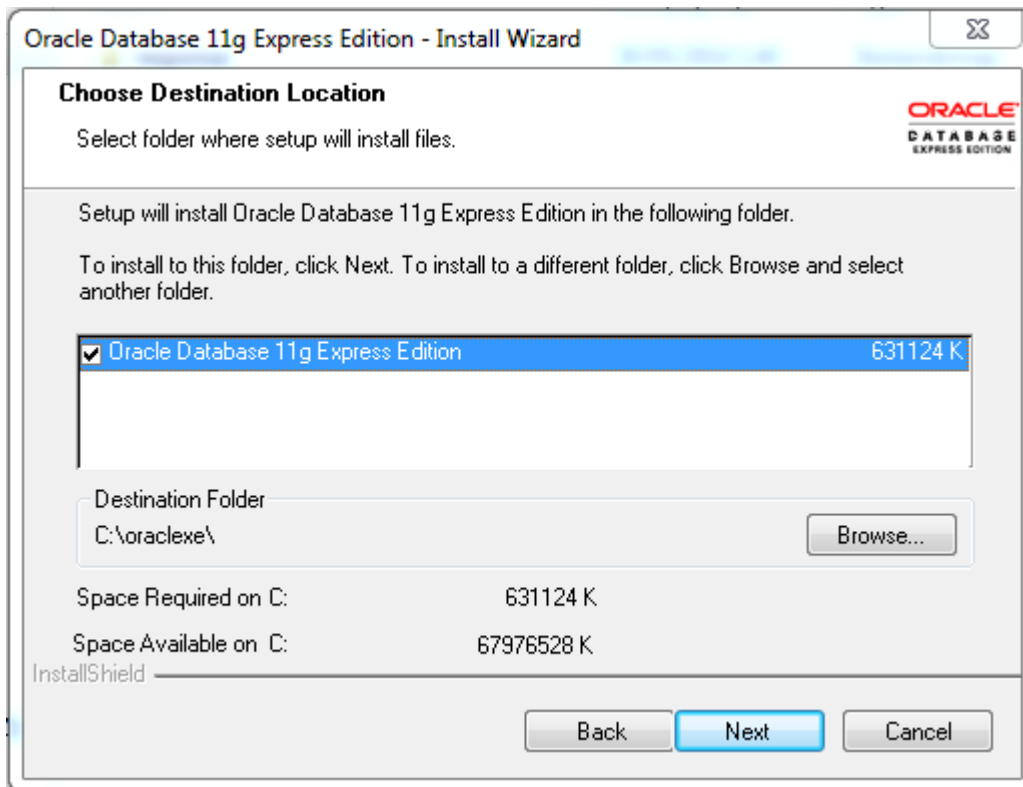 Oracle Database 11g Express Edition - Install Wizard
Choose Destination Location
Select folder where setup will install files.
ORACLE
DATABASE
EXPRESS EDITION
Setup will install Oracle Database 11g Express Edition in the following folder.
To install to this folder, click Next. To install to a different folder, click Browse and select
another folder.
Oracle Database 11g Express Edition 631124 K
Destination Folder
C:\oraclexe\
Browse...
Space Required on C: 631124 K
Space Available on C: 67976528 K
InstallShield
Back Next Cancel